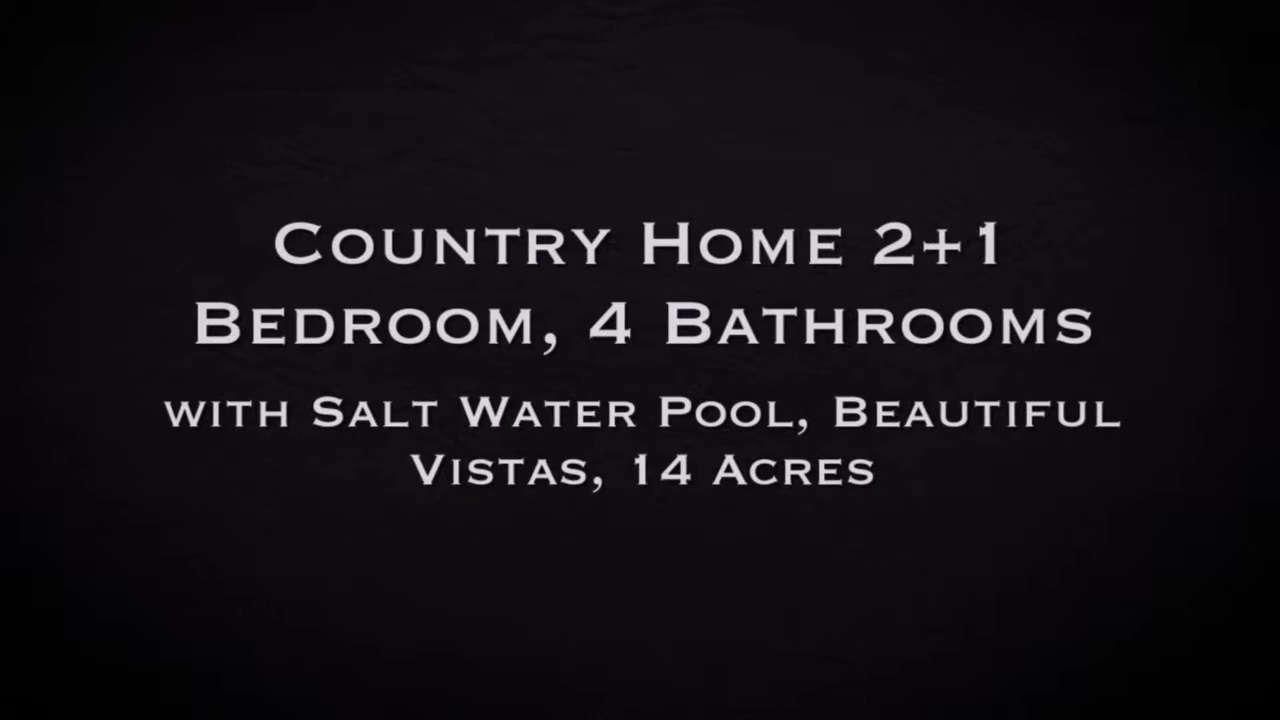 Country Home 2+1
Bedroom, 4 Bathrooms
with Salt Water Pool, Beautiful
Vistas, 14 Acres